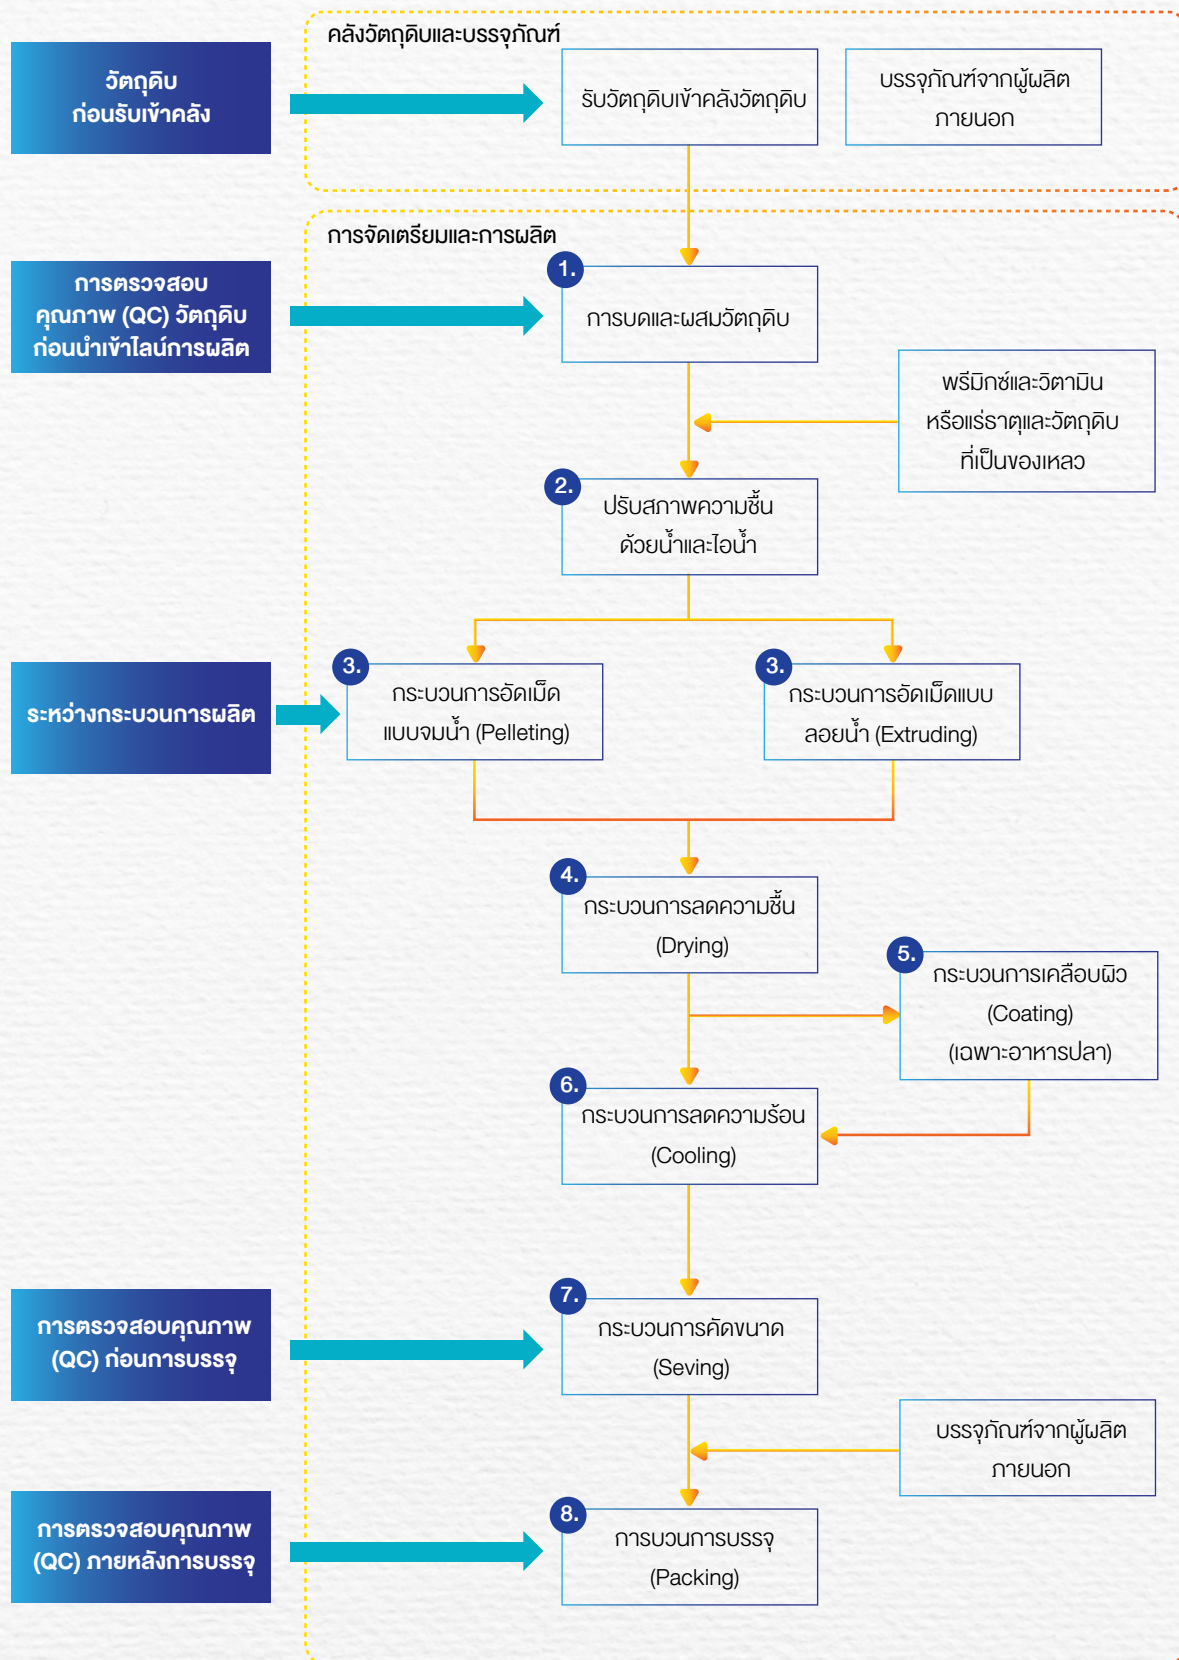 คลังวัตถุดิบและบรรจุภัณฑ์
วัตถุดิบ
ก่อนรับเข้าคลัง
รับวัตถุดิบเข้าคลังวัตถุดิบ
บรรจุภัณฑ์จากผู้ผลิต
ภายนอก
การจัดเตรียมและการผลิต
การตรวจสอบ
คุณภาพ (QC) วัตถุดิบ
ก่อนนำเข้าไลน์การผลิต
1.
การบดและผสมวัตถุดิบ
พรีมิกซ์และวิตามิน
หรือแร่ธาตุและวัตถุดิบ
ที่เป็นของเหลว
2.
ปรับสภาพความชื้น
ด้วยน้ำและไอน้ำ
ระหว่างกระบวนการผลิต
3.
กระบวนการอัดเม็ด
แบบจมน้ำ (Pelleting)
3.
กระบวนการอัดเม็ดแบบ
ลอยน้ำ (Extruding)
4.
กระบวนการลดความชื้น
(Drying)
5.
กระบวนการเคลือบผิว
(Coating)
(เฉพาะอาหารปลา)
6.
กระบวนการลดความร้อน
(Cooling)
การตรวจสอบคุณภาพ
(QC) ก่อนการบรรจุ
7.
กระบวนการคัดขนาด
(Seving)
บรรจุภัณฑ์จากผู้ผลิต
ภายนอก
การตรวจสอบคุณภาพ
(QC) ภายหลังการบรรจุ
8.
การบวนการบรรจุ
(Packing)